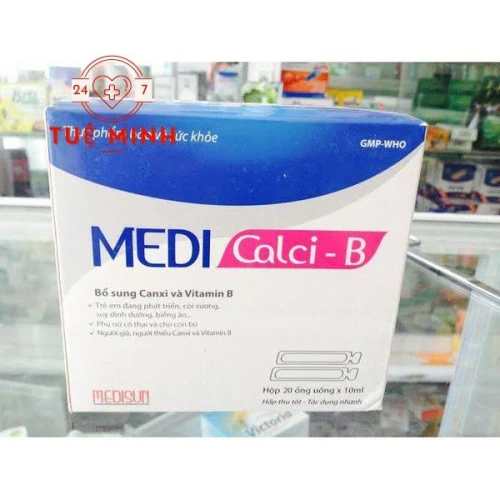 24 7
TUỆ MINH
GMP-WHO
MEDI Calci - B
Bổ sung Canxi và Vitamin B
Trẻ em đang phát triển, còi xương,
suy dinh dưỡng, biếng ăn...
Phụ nữ có thai và cho con bú
Người già, người thiếu Canxi và Vitamin B
MEDISUN
Hộp 20 ống uống x 10ml
Hấp thu tốt - Tác dụng nhanh
Victoria